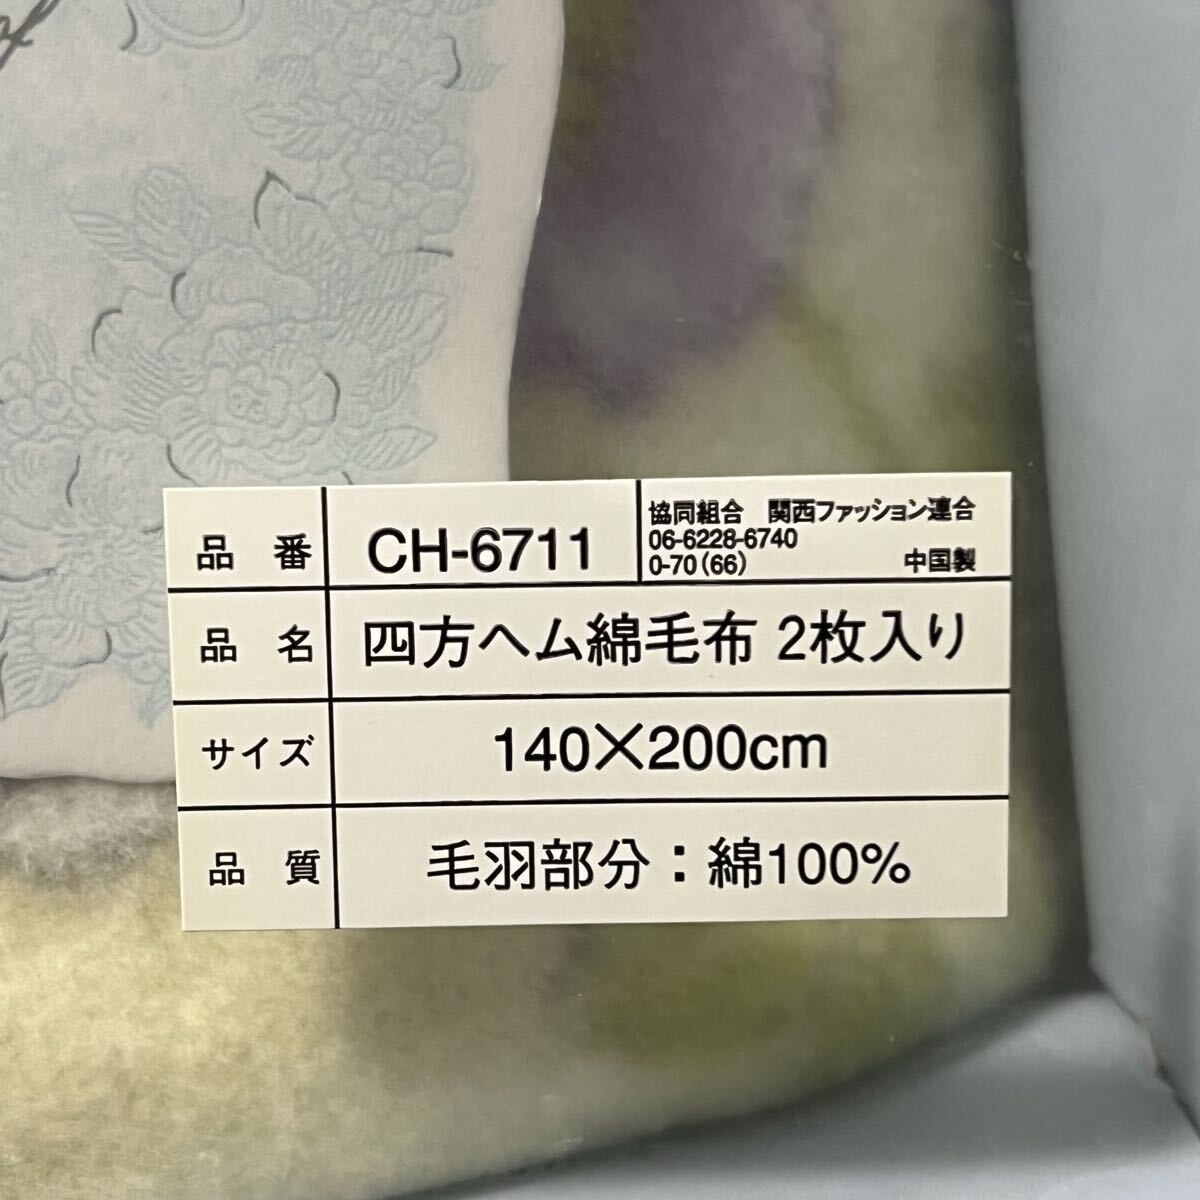 品 番 CH-6711
協同組合 関西ファッション連合
06-6228-6740
0-70(66) 中国製
品 名 四方ヘム綿毛布 2枚入り
サイズ 140×200cm
品 質 毛羽部分：綿100%